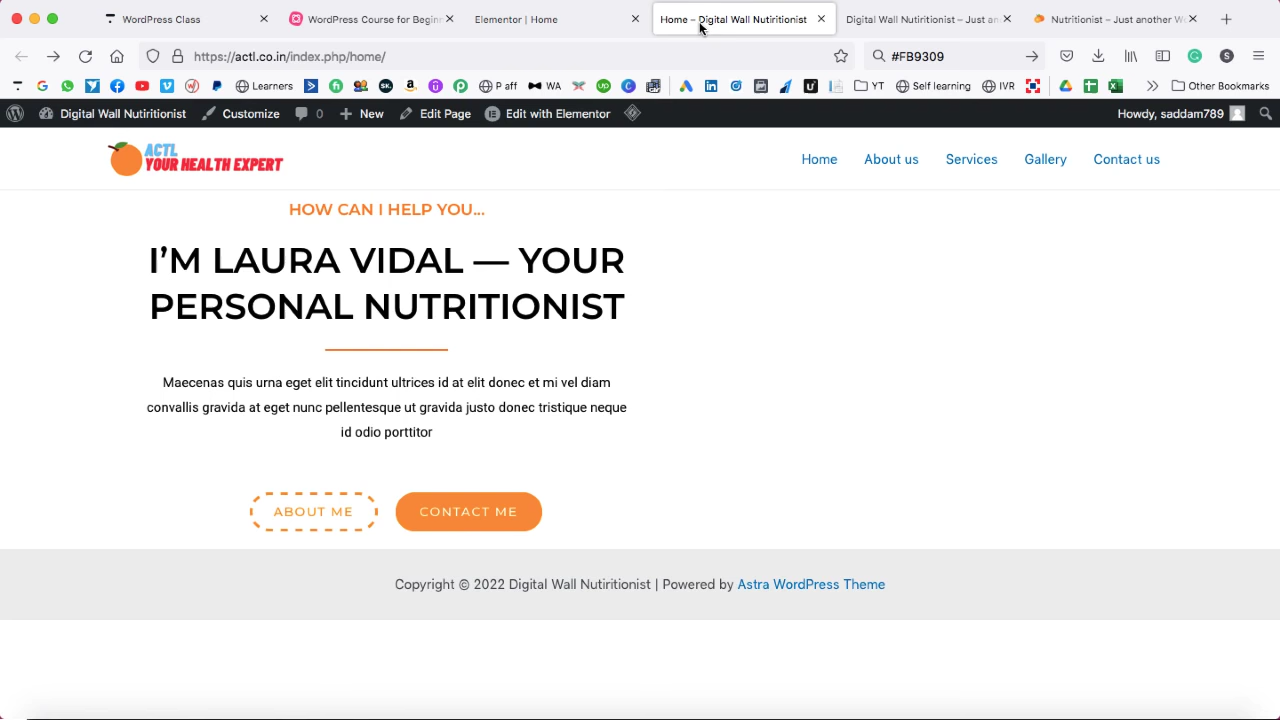 WordPress Class
WordPress Course for Beginn
Elementor | Home
Home – Digital Wall Nutiritionist
Digital Wall Nutiritionist – Just an
Nutritionist – Just another W
https://actl.co.in/index.php/home/
#FB9309
Learners
P aff
WA
YT
Self learning
IVR
Other Bookmarks
Digital Wall Nutiritionist
Customize
0
New
Edit Page
Edit with Elementor
Howdy, saddam789
ACTL
YOUR HEALTH EXPERT
Home
About us
Services
Gallery
Contact us
HOW CAN I HELP YOU...
I’M LAURA VIDAL — YOUR
PERSONAL NUTRITIONIST
Maecenas quis urna eget elit tincidunt ultrices id at elit donec et mi vel diam
convallis gravida at eget nunc pellentesque ut gravida justo donec tristique neque
id odio porttitor
ABOUT ME
CONTACT ME
Copyright © 2022 Digital Wall Nutiritionist | Powered by Astra WordPress Theme